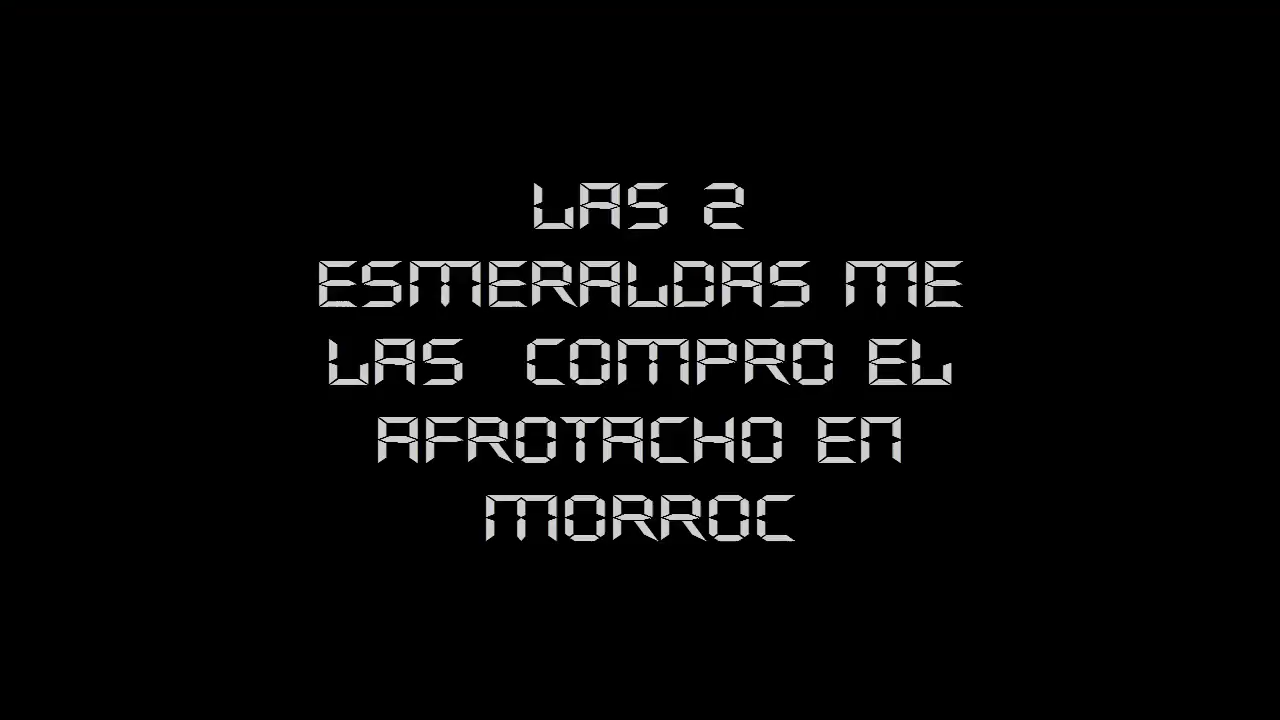 LAS 2
ESMERALDAS ME
LAS  COMPRO EL
AFROTACHO EN
MORROC